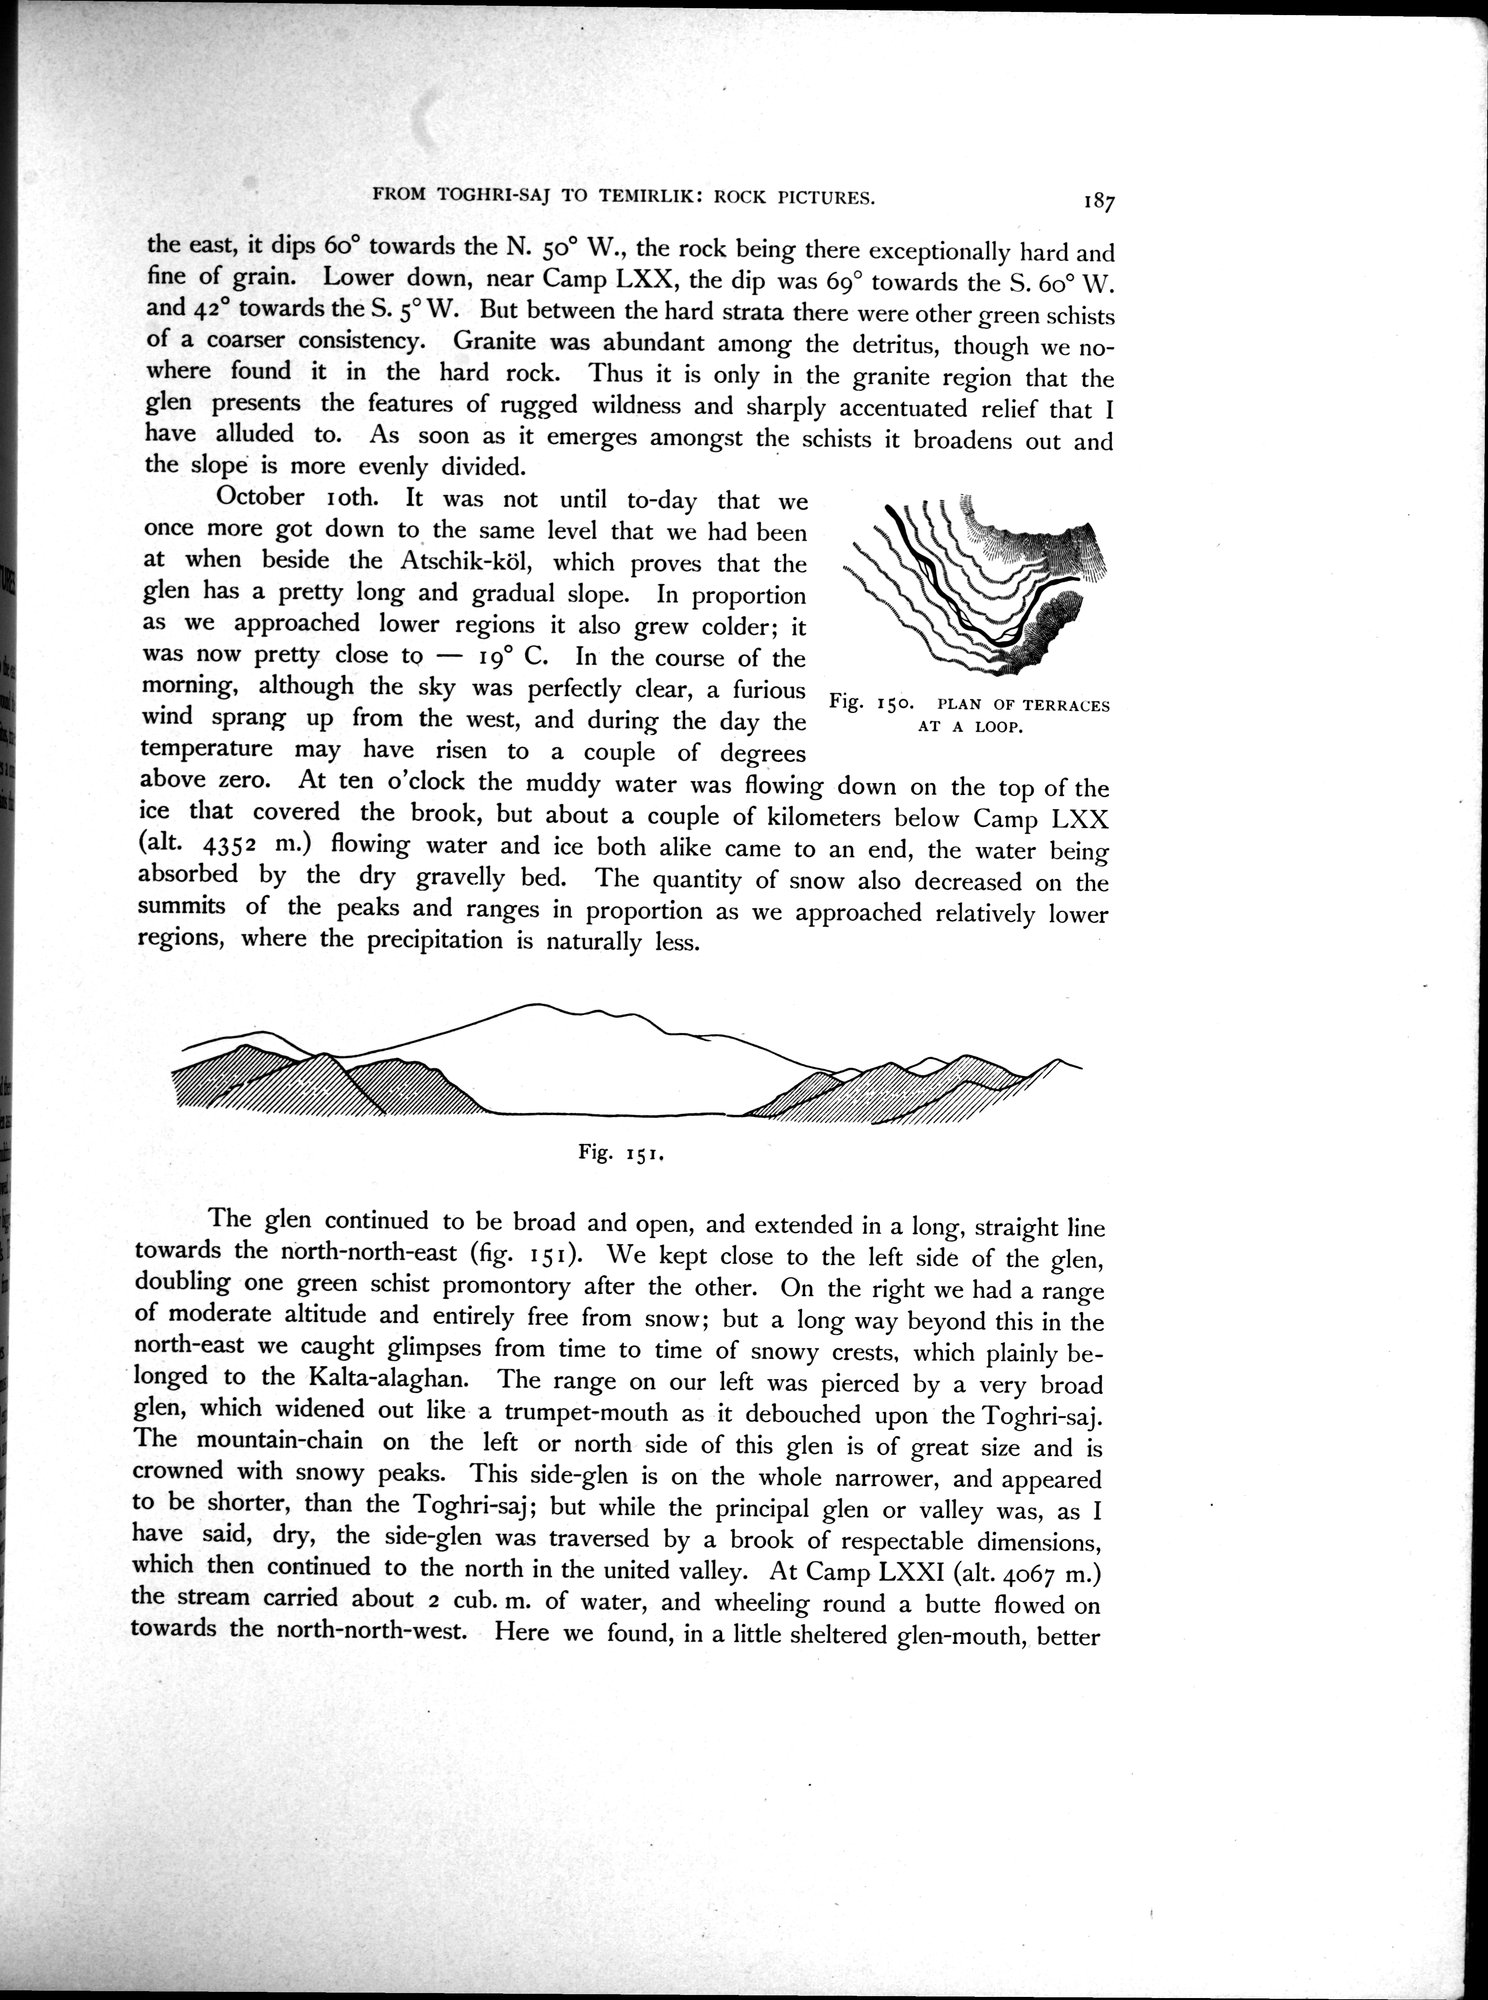 FROM TOGHRI-SAJ TO TEMIRLIK: ROCK PICTURES. 187
the east, it dips 60° towards the N. 50° W., the rock being there exceptionally hard and
fine of grain. Lower down, near Camp LXX, the dip was 69° towards the S. 60° W.
and 42° towards the S. 5° W. But between the hard strata there were other green schists
of a coarser consistency. Granite was abundant among the detritus, though we no-
where found it in the hard rock. Thus it is only in the granite region that the
glen presents the features of rugged wildness and sharply accentuated relief that I
have alluded to. As soon as it emerges amongst the schists it broadens out and
the slope is more evenly divided.
October 10th. It was not until to-day that we
once more got down to the same level that we had been
at when beside the Atschik-köl, which proves that the
glen has a pretty long and gradual slope. In proportion
as we approached lower regions it also grew colder; it
was now pretty close to — 19° C. In the course of the
morning, although the sky was perfectly clear, a furious
wind sprang up from the west, and during the day the
temperature may have risen to a couple of degrees
Fig. 150. PLAN OF TERRACES
AT A LOOP.
above zero. At ten o'clock the muddy water was flowing down on the top of the
ice that covered the brook, but about a couple of kilometers below Camp LXX
(alt. 4352 m.) flowing water and ice both alike came to an end, the water being
absorbed by the dry gravelly bed. The quantity of snow also decreased on the
summits of the peaks and ranges in proportion as we approached relatively lower
regions, where the precipitation is naturally less.
Fig. 151.
The glen continued to be broad and open, and extended in a long, straight line
towards the north-north-east (fig. 151). We kept close to the left side of the glen,
doubling one green schist promontory after the other. On the right we had a range
of moderate altitude and entirely free from snow; but a long way beyond this in the
north-east we caught glimpses from time to time of snowy crests, which plainly be-
longed to the Kalta-alaghan. The range on our left was pierced by a very broad
glen, which widened out like a trumpet-mouth as it debouched upon the Toghri-saj.
The mountain-chain on the left or north side of this glen is of great size and is
crowned with snowy peaks. This side-glen is on the whole narrower, and appeared
to be shorter, than the Toghri-saj; but while the principal glen or valley was, as I
have said, dry, the side-glen was traversed by a brook of respectable dimensions,
which then continued to the north in the united valley. At Camp LXXI (alt. 4067 m.)
the stream carried about 2 cub. m. of water, and wheeling round a butte flowed on
towards the north-north-west. Here we found, in a little sheltered glen-mouth, better